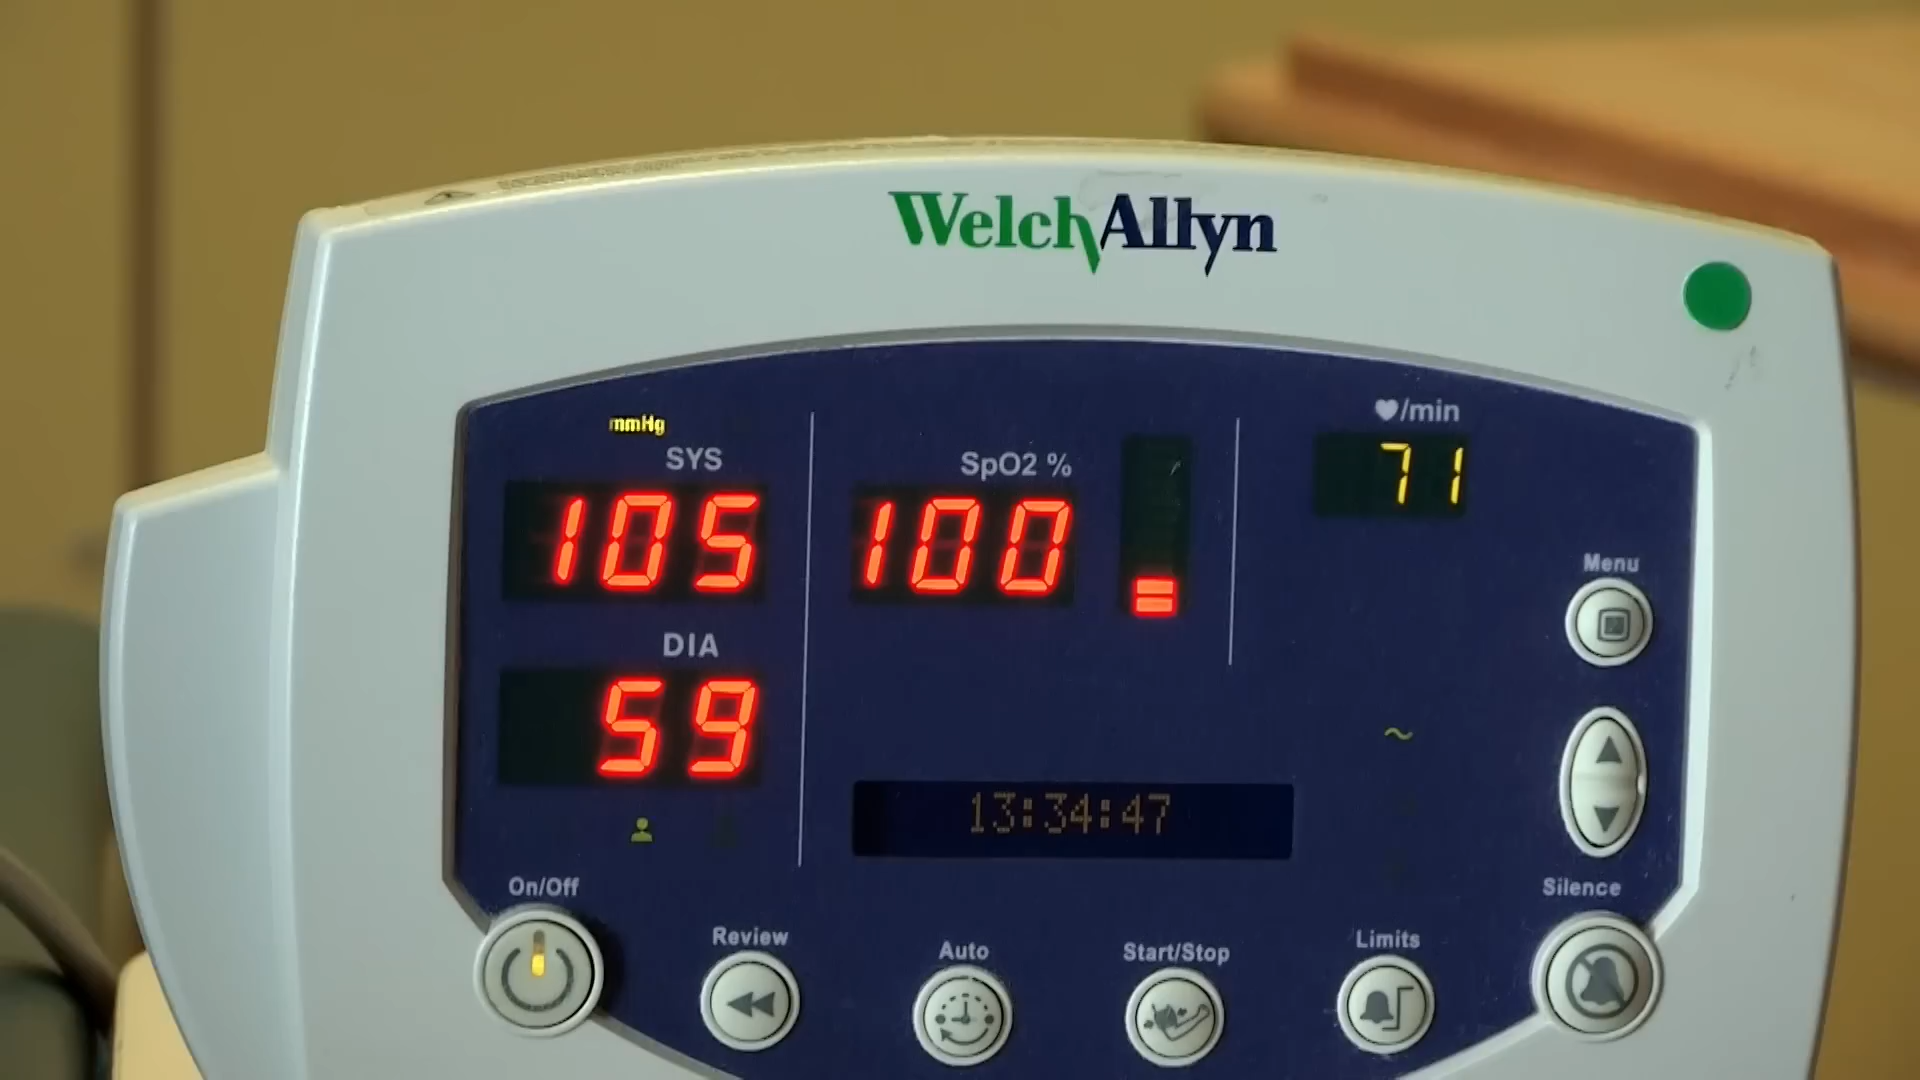 WelchAllyn
mmHg
SYS
105
DIA
59
SpO2 %
100
♥/min
71
13:34:47
Menu
Silence
On/Off
Review
Auto
Start/Stop
Limits